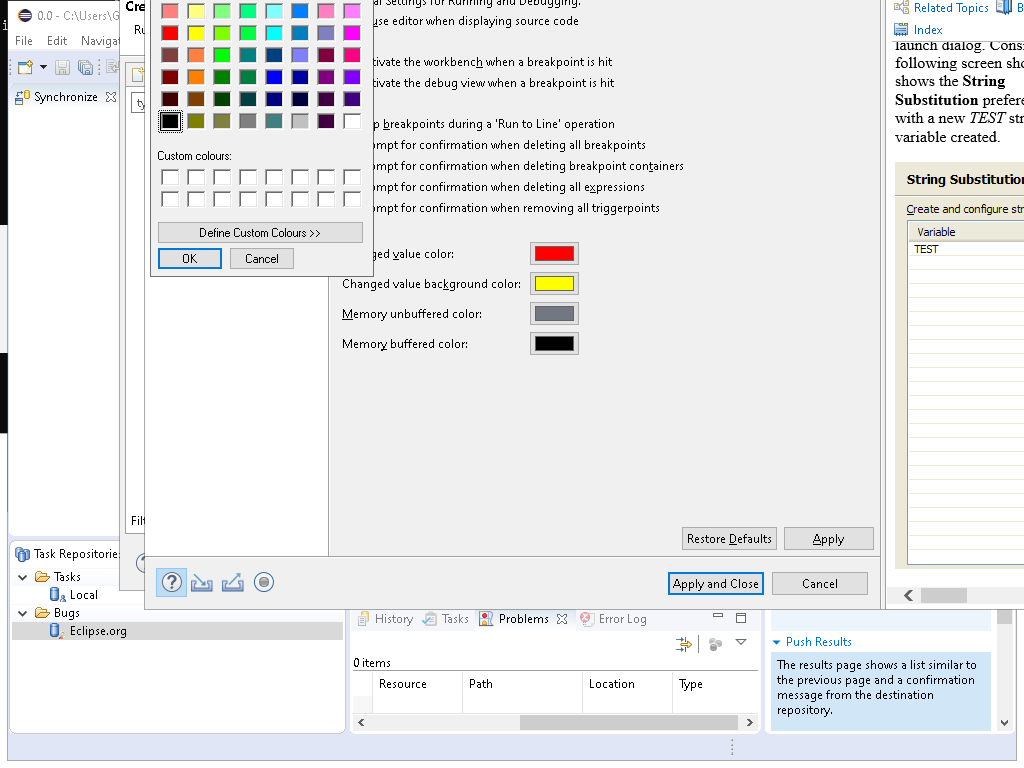 0.0 - C:\Users\G
File Edit Navigat
Synchronize
Cre
Ru
ty
al Settings for Running and Debugging.
use editor when displaying source code
tivate the workbench when a breakpoint is hit
tivate the debug view when a breakpoint is hit
p breakpoints during a 'Run to Line' operation
ompt for confirmation when deleting all breakpoints
ompt for confirmation when deleting breakpoint containers
ompt for confirmation when deleting all expressions
ompt for confirmation when removing all triggerpoints
Custom colours:
Define Custom Colours >>
OK Cancel
ged value color:
Changed value background color:
Memory unbuffered color:
Memory buffered color:
Restore Defaults Apply
Apply and Close Cancel
Filt
Related Topics B
Index
launch dialog. Consi
following screen sho
shows the String
Substitution prefere
with a new TEST str
variable created.
String Substitution
Create and configure str
Variable
TEST
Task Repositorie
Tasks
Local
Bugs
Eclipse.org
History Tasks Problems Error Log
0 items
Resource Path Location Type
Push Results
The results page shows a list similar to
the previous page and a confirmation
message from the destination
repository.